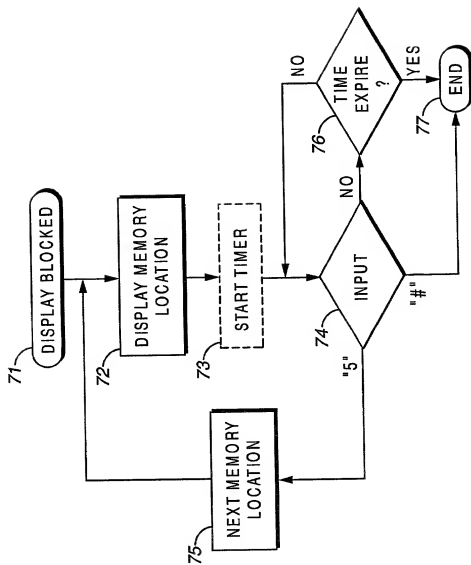 71
DISPLAY BLOCKED
72
DISPLAY MEMORY
LOCATION
73
START TIMER
74
INPUT
"5"
"#"
NO
75
NEXT MEMORY
LOCATION
76
TIME
EXPIRE
?
NO
YES
77
END